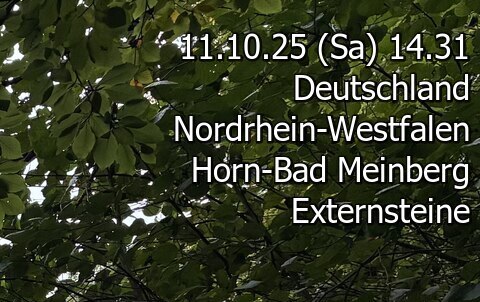 11.10.25 (Sa) 14.31
Deutschland
Nordrhein-Westfalen
Horn-Bad Meinberg
Externsteine